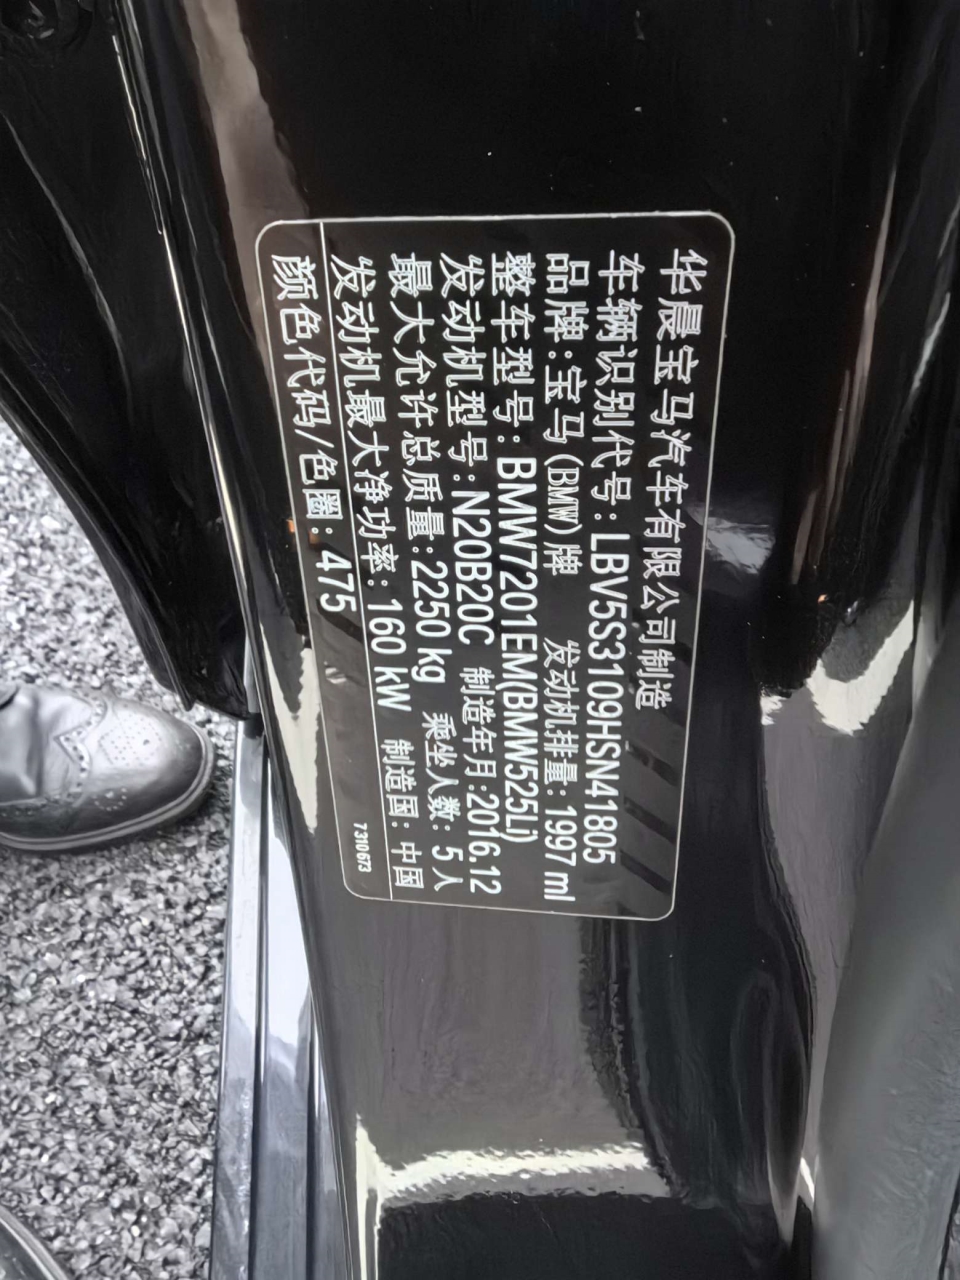 华晨宝马汽车有限公司制造
车辆识别代号:LBV5S3109HSN41805
品牌:宝马(BMW)牌 发动机排量:1997 ml
整车型号:BMW7201EM(BMW525Li)
发动机型号:N20B20C 制造年月:2016.12
最大允许总质量:2250 kg 乘坐人数: 5 人
发动机最大净功率: 160 kW 制造国: 中国
颜色代码/色圈: 475 7310673